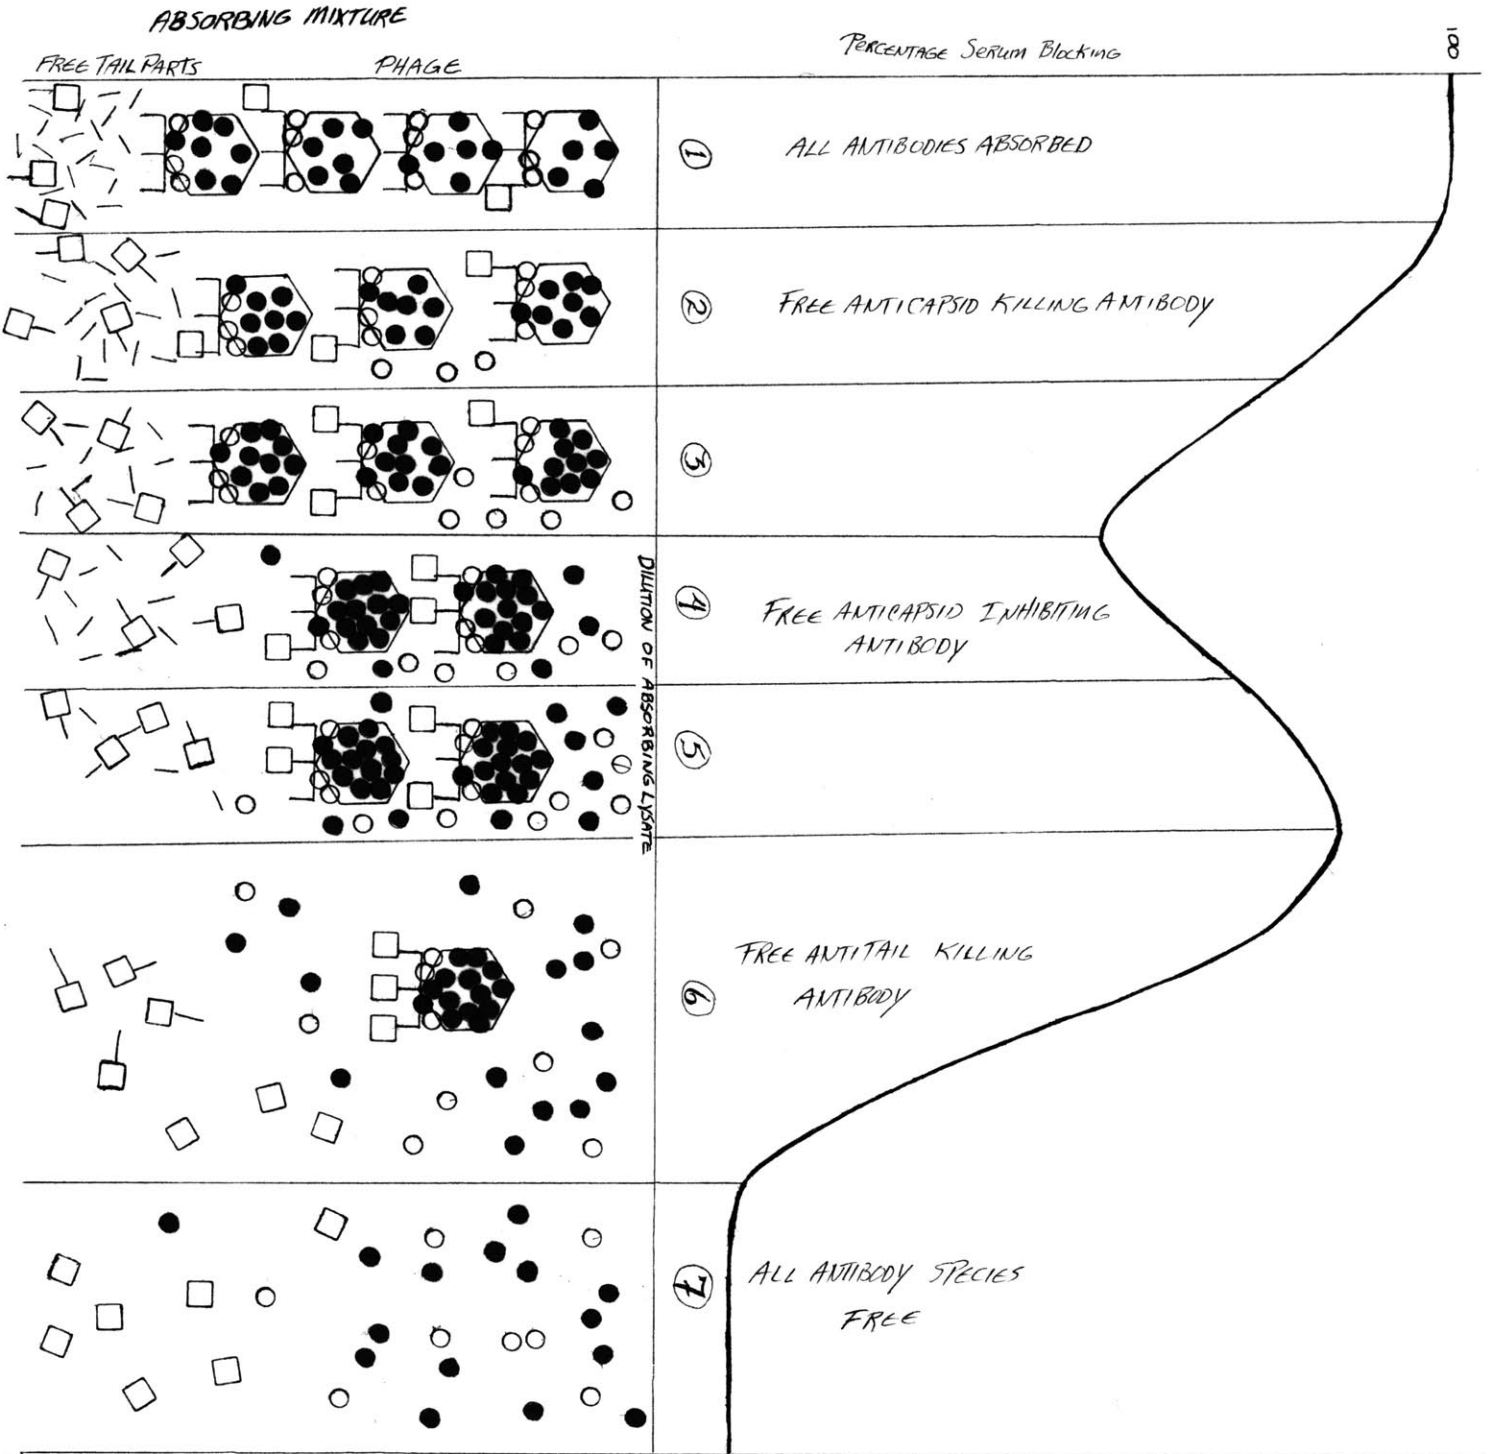 ABSORBING MIXTURE
FREE TAIL PARTS
PHAGE
PERCENTAGE SERUM BLOCKING
100
1
ALL ANTIBODIES ABSORBED
2
FREE ANTICAPSID KILLING ANTIBODY
3
DILUTION OF ABSORBING LYSATE
4
FREE ANTICAPSID INHIBITING
ANTIBODY
5
6
FREE ANTITAIL KILLING
ANTIBODY
7
ALL ANTIBODY SPECIES
FREE